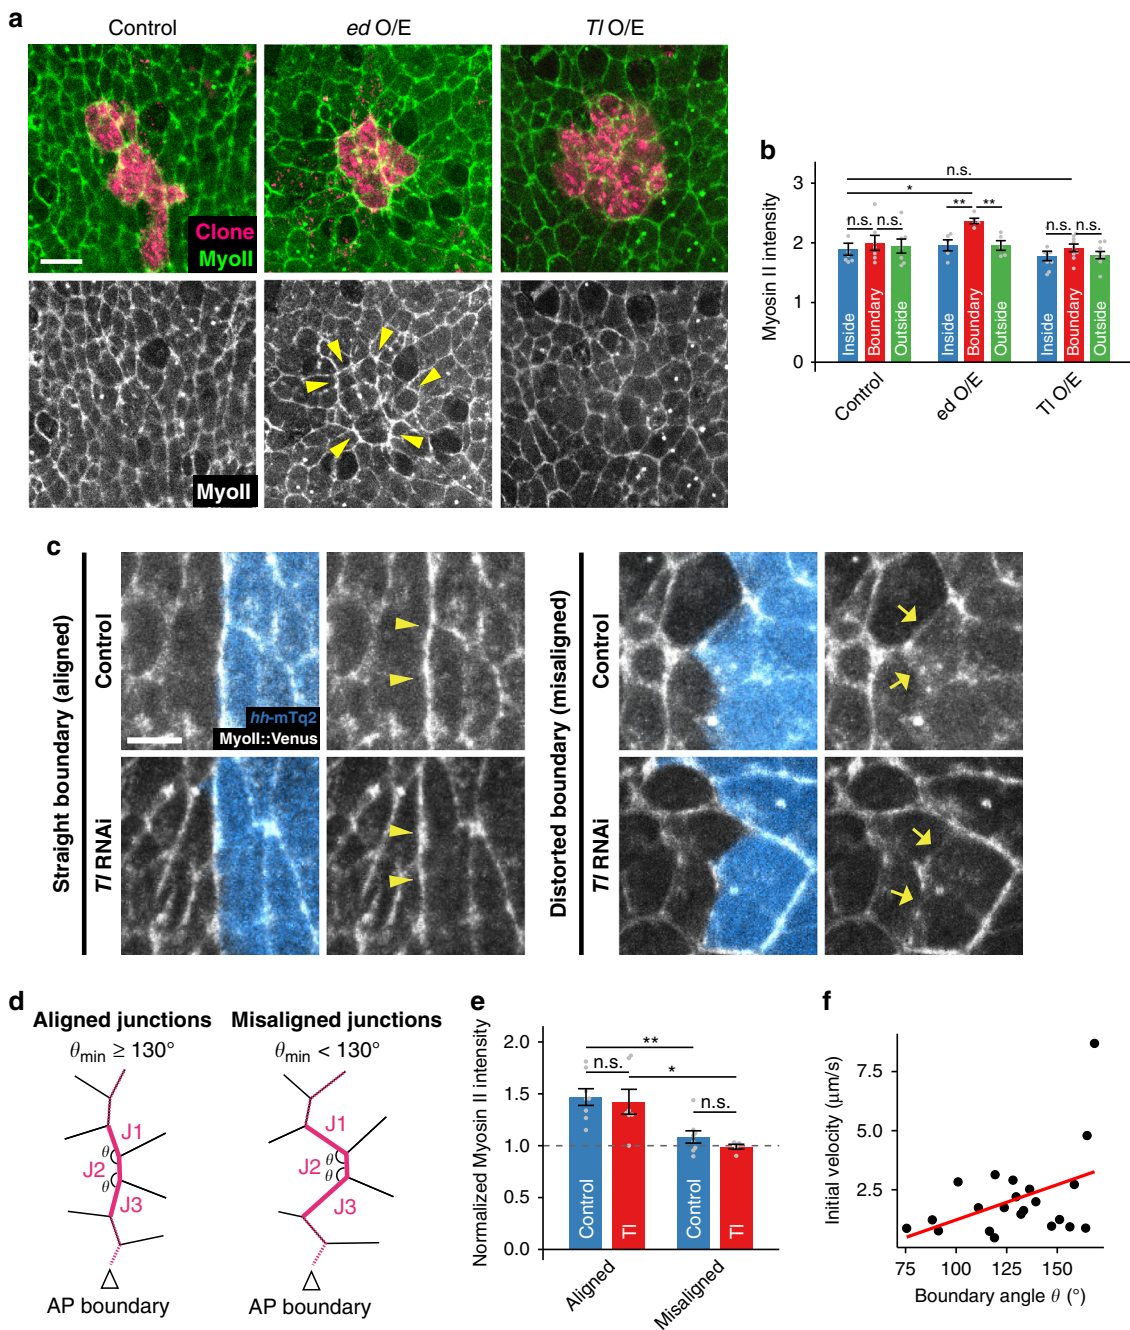 a
Control
ed O/E
Tl O/E
Clone
MyoII
MyoII
b
Myosin II intensity
3
2
1
0
n.s.
*
n.s. n.s.
** **
n.s. n.s.
Inside
Boundary
Outside
Inside
Boundary
Outside
Inside
Boundary
Outside
Control
ed O/E
Tl O/E
c
Straight boundary (aligned)
Control
Tl RNAi
hh-mTq2
MyoII::Venus
Distorted boundary (misaligned)
Control
Tl RNAi
d
Aligned junctions
θmin ≥ 130°
J1
θ
J2
θ
J3
AP boundary
Misaligned junctions
θmin < 130°
J1
θ
J2
θ
J3
AP boundary
e
Normalized Myosin II intensity
2.0
1.5
1.0
0.5
0.0
**
n.s.
*
n.s.
Control
Tl
Control
Tl
Aligned
Misaligned
f
Initial velocity (μm/s)
7.5
5.0
2.5
75 100 125 150
Boundary angle θ (°)